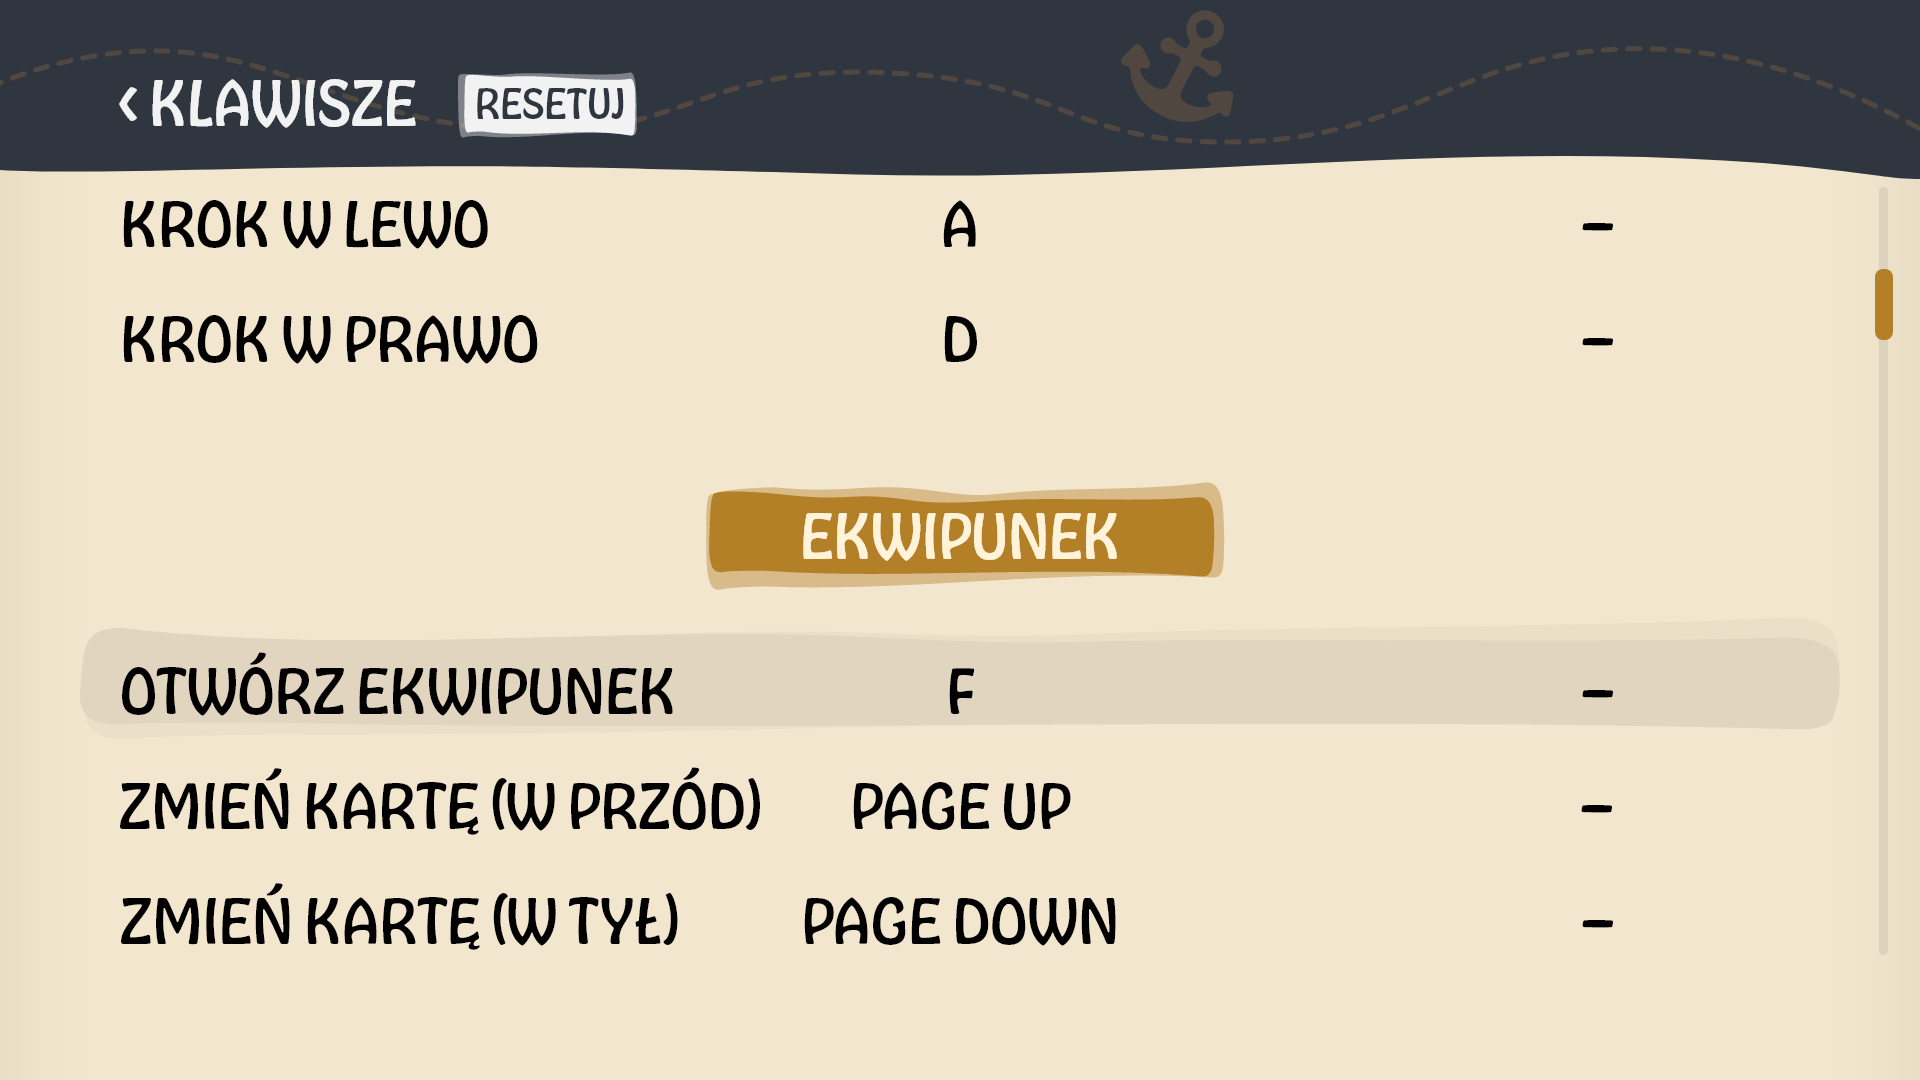 ‹ KLAWISZE RESETUJ
KROK W LEWO A –
KROK W PRAWO D –
EKWIPUNEK
OTWÓRZ EKWIPUNEK F –
ZMIEŃ KARTĘ (W PRZÓD) PAGE UP –
ZMIEŃ KARTĘ (W TYŁ) PAGE DOWN –